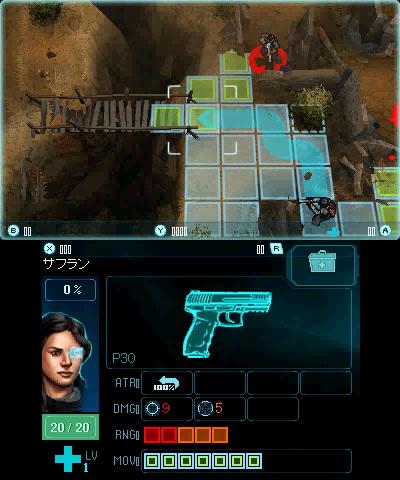 B Y A
X R
サフラン
0%
P30
ATR
100%
DMG 9 5
20/20
RNG
LV
1
MOV